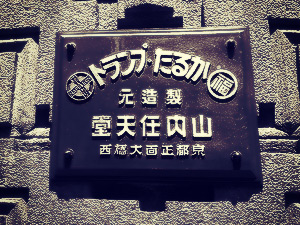 福 かるた・トランプ
製造元
山内任天堂
京都正面大橋西